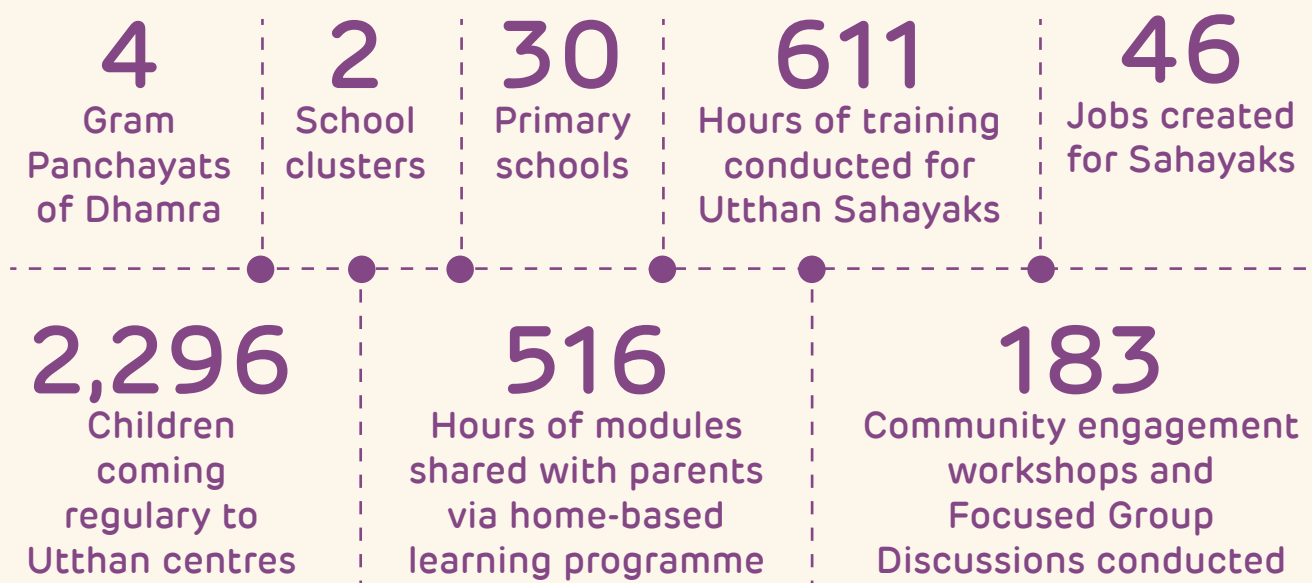 4
Gram
Panchayats
of Dhamra
2
School
clusters
30
Primary
schools
611
Hours of training
conducted for
Utthan Sahayaks
46
Jobs created
for Sahayaks
2,296
Children
coming
regulary to
Utthan centres
516
Hours of modules
shared with parents
via home-based
learning programme
183
Community engagement
workshops and
Focused Group
Discussions conducted